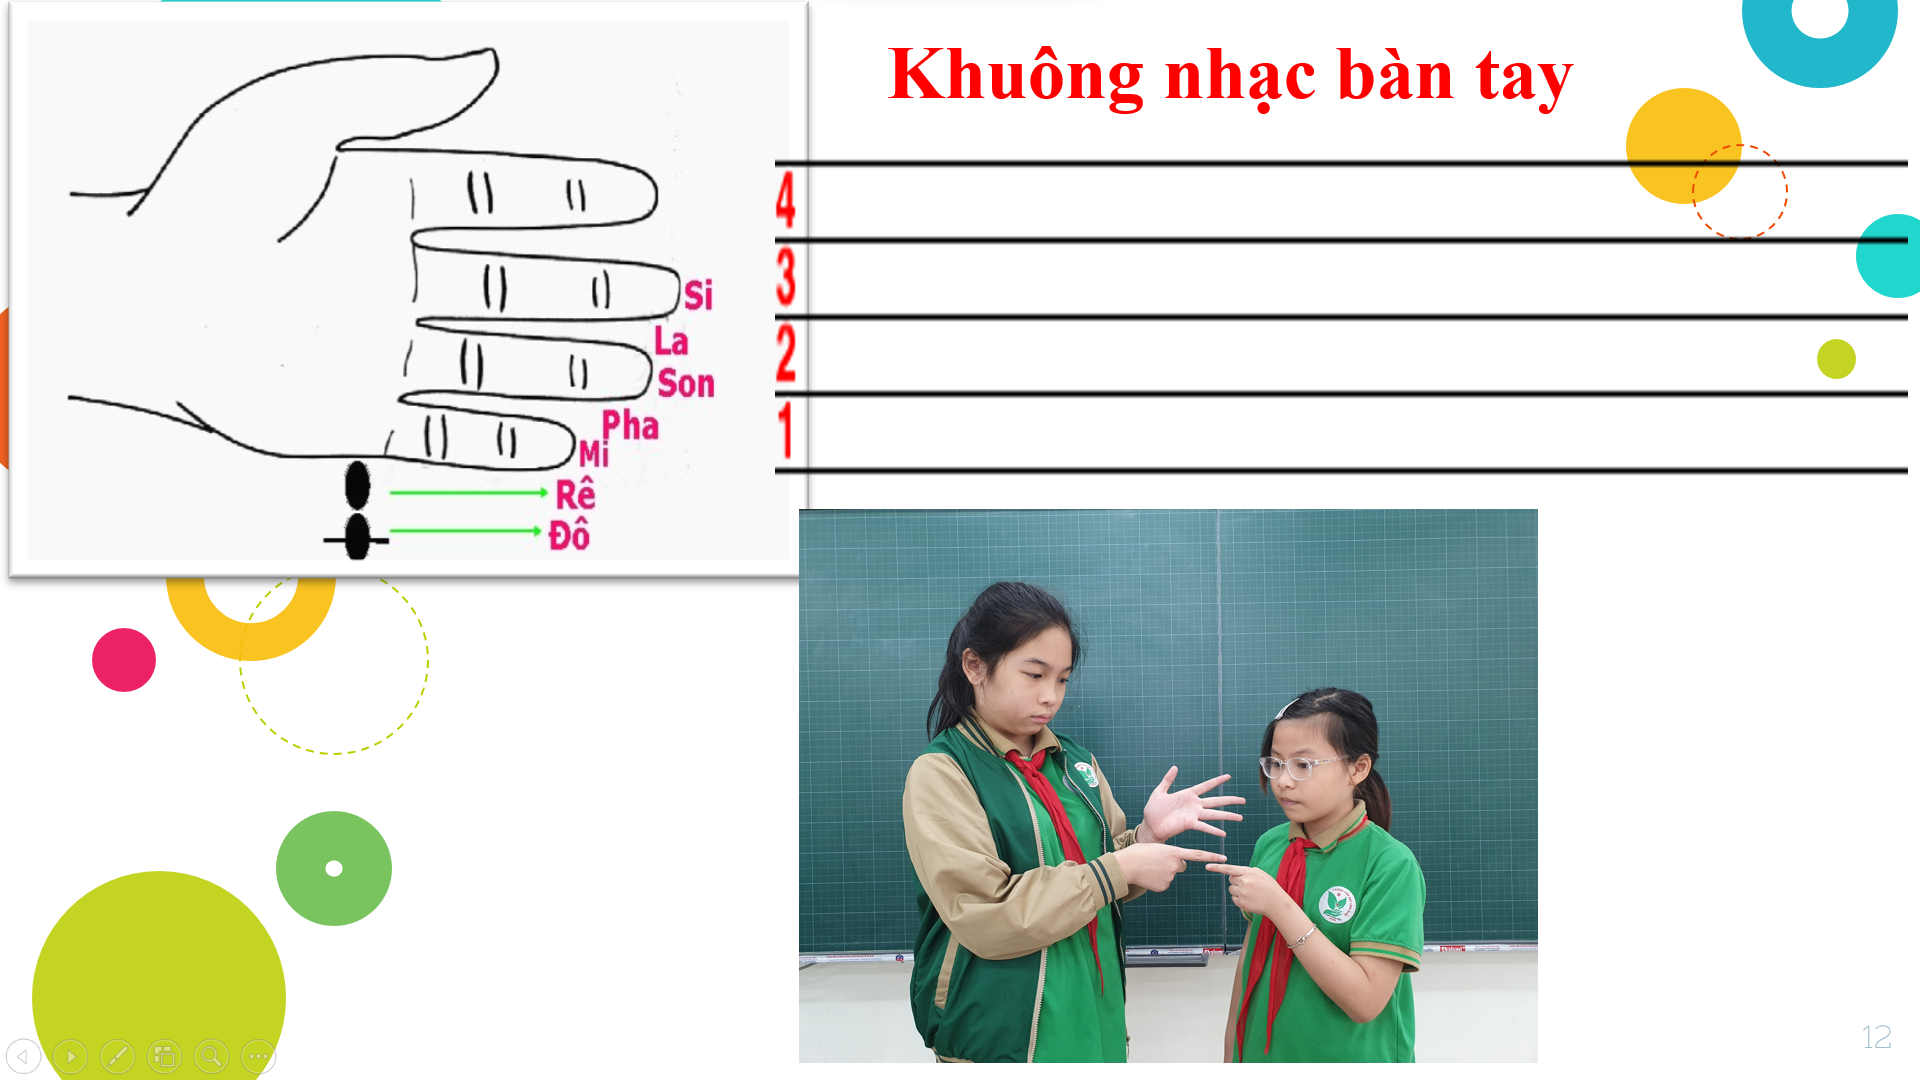 Khuông nhạc bàn tay
Si
La
Son
Pha
Mi
Rê
Đô
4
3
2
1
12